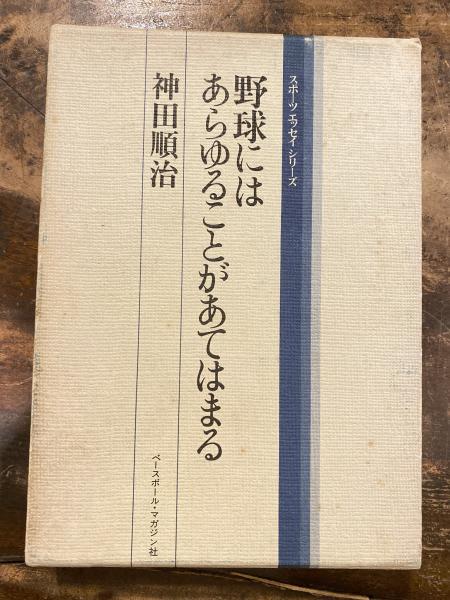 スポーツ エッセイ シリーズ
野球には
あらゆることがあてはまる
神田順治
ベースボール・マガジン社